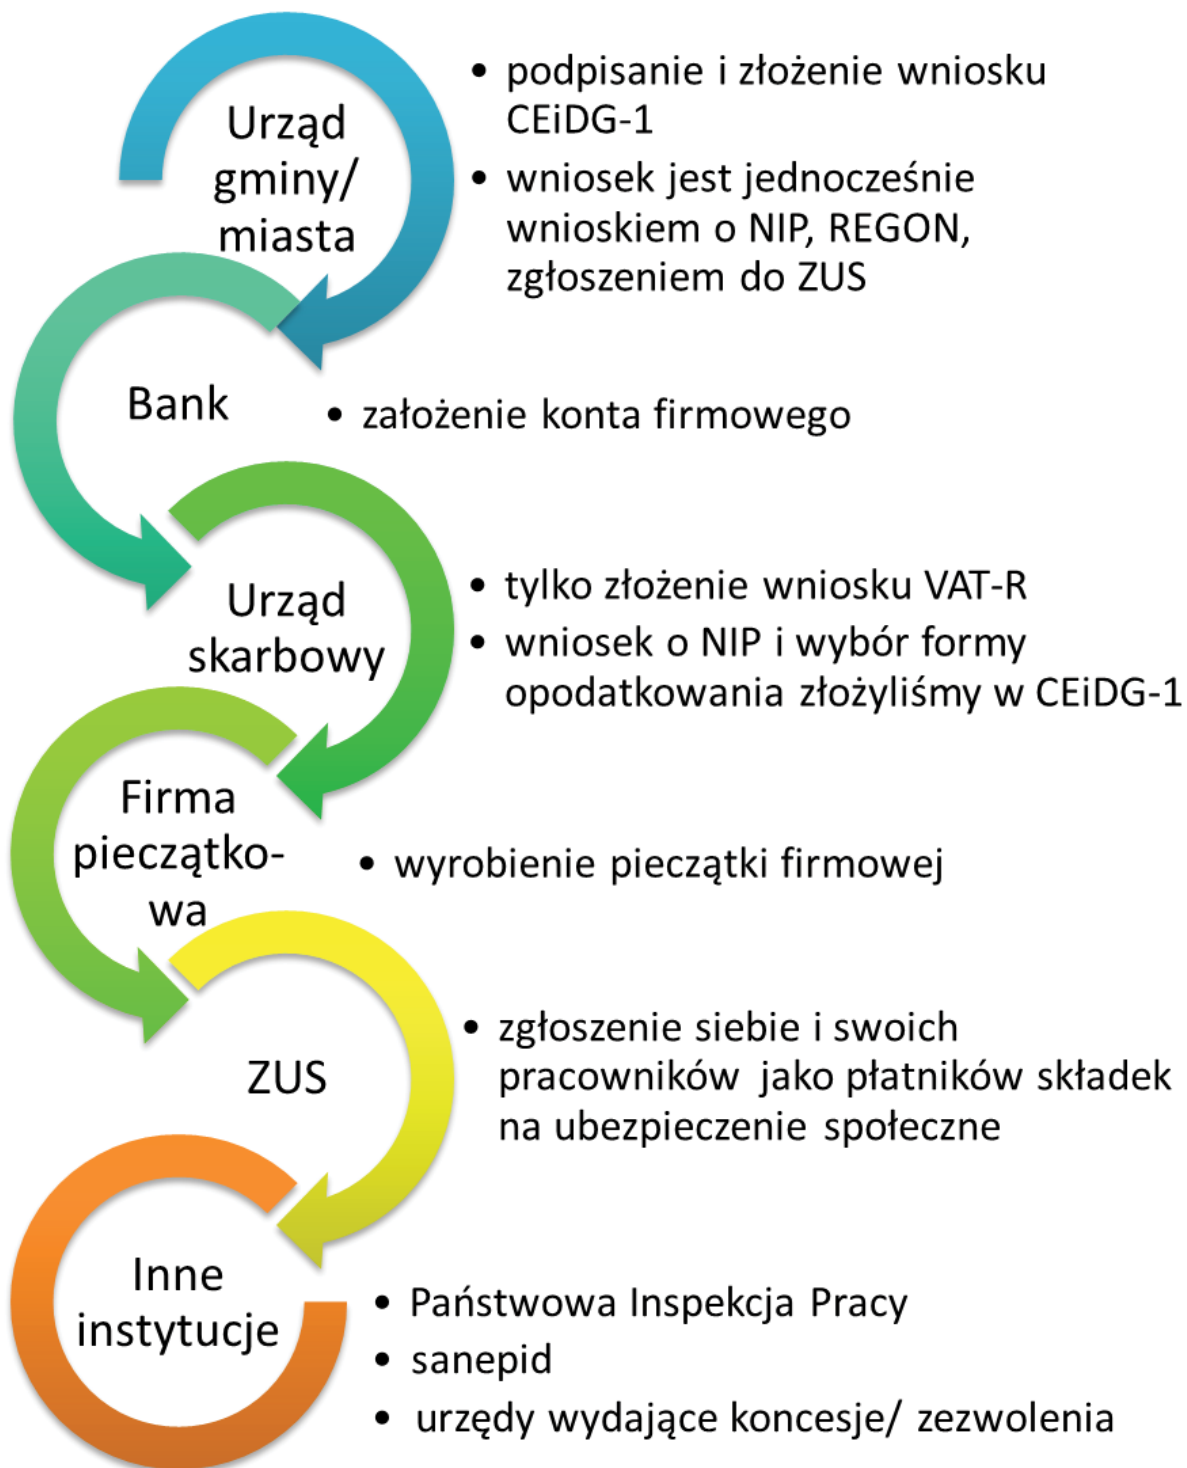 Urząd
gminy/
miasta
• podpisanie i złożenie wniosku
CEiDG-1
• wniosek jest jednocześnie
wnioskiem o NIP, REGON,
zgłoszeniem do ZUS
Bank
• założenie konta firmowego
Urząd
skarbowy
• tylko złożenie wniosku VAT-R
• wniosek o NIP i wybór formy
opodatkowania złożyliśmy w CEiDG-1
Firma
pieczątko-
wa
• wyrobienie pieczątki firmowej
ZUS
• zgłoszenie siebie i swoich
pracowników jako płatników składek
na ubezpieczenie społeczne
Inne
instytucje
• Państwowa Inspekcja Pracy
• sanepid
• urzędy wydające koncesje/ zezwolenia